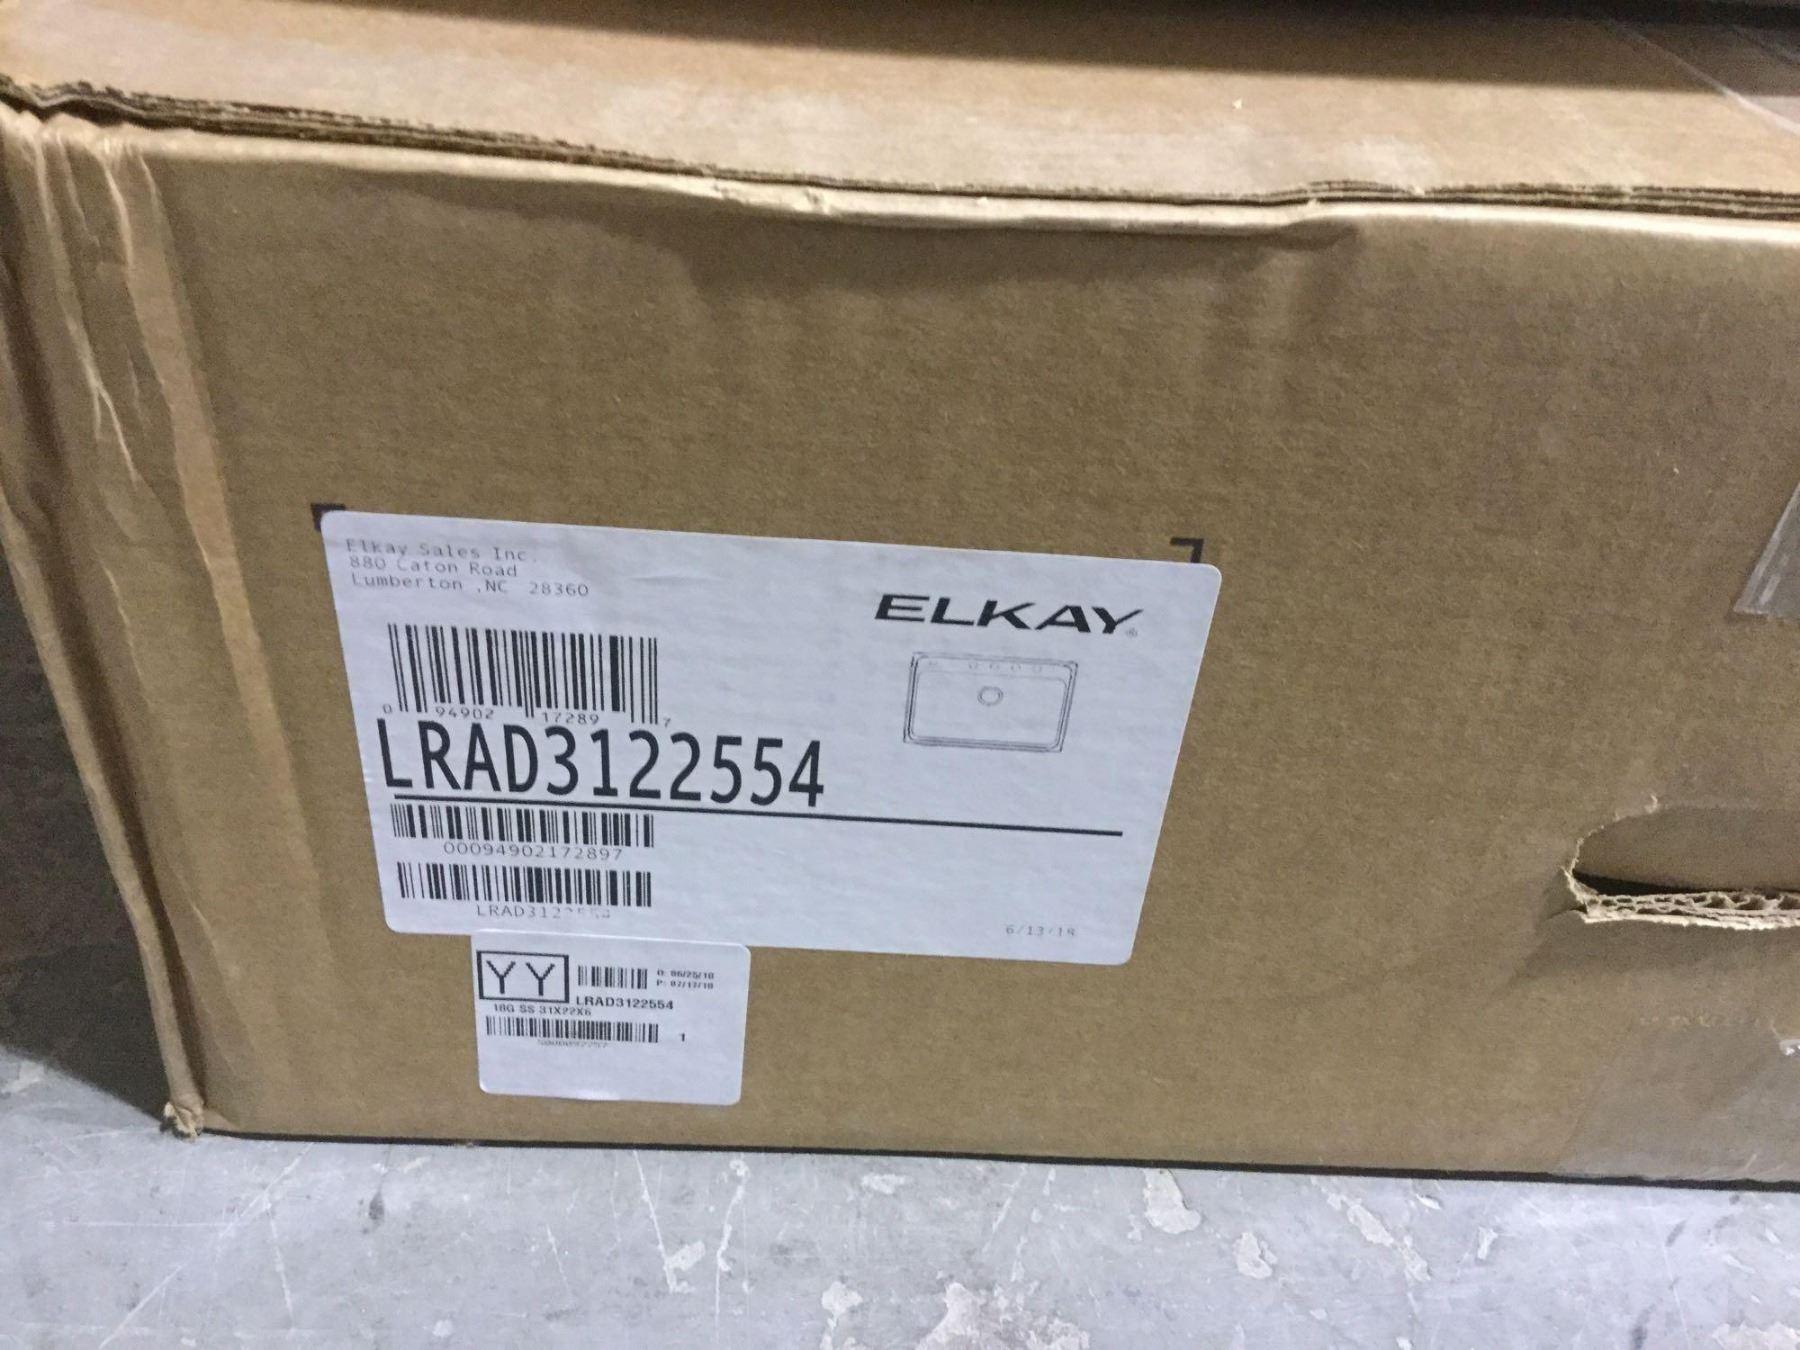 Elkay Sales Inc.
880 Caton Road
Lumberton ,NC 28360
ELKAY®
0 94902 17289 7
LRAD3122554
00094902172897
LRAD3122554
6/13/18
YY
LRAD3122554
18G SS 31X22X6
1